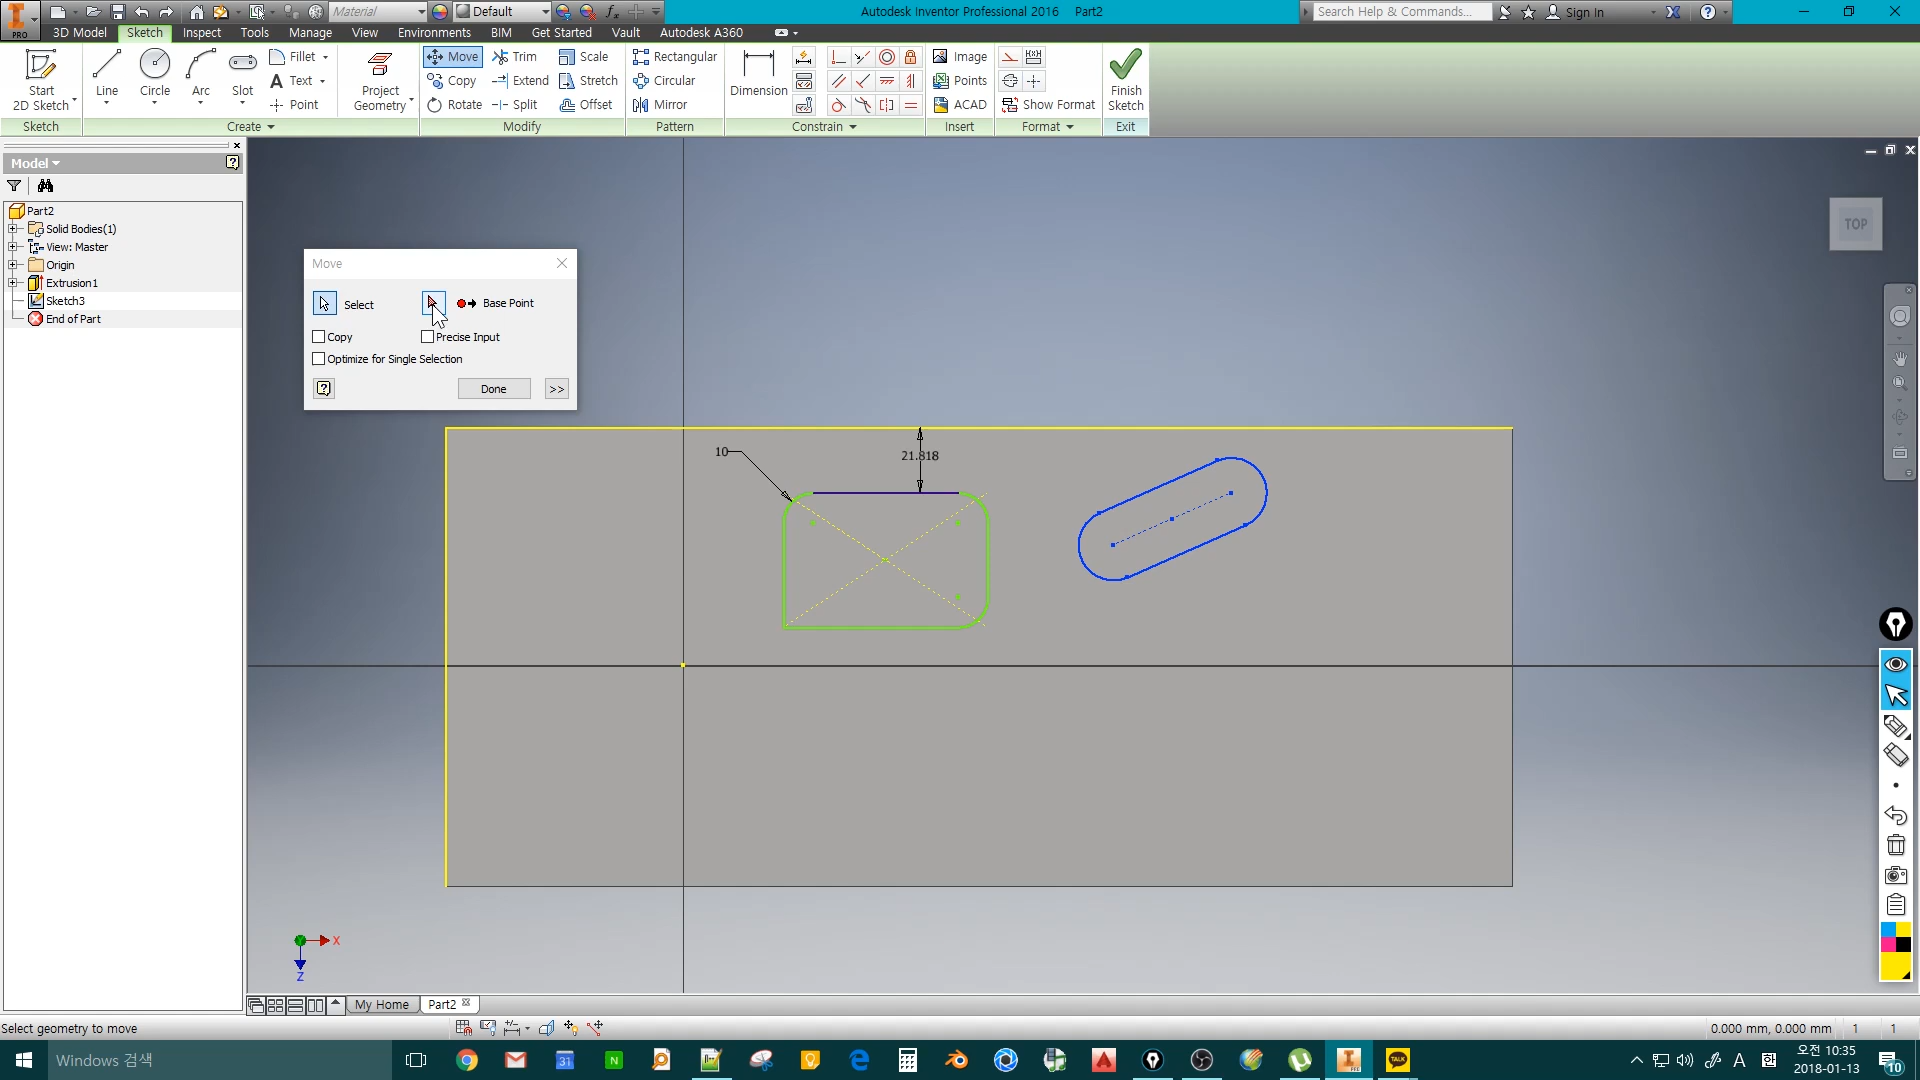 PRO
Material
Default
Autodesk Inventor Professional 2016 Part2
Search Help & Commands...
Sign In
3D Model Sketch Inspect Tools Manage View Environments BIM Get Started Vault Autodesk A360
Start
2D Sketch
Line
Circle
Arc
Slot
Fillet
Text
Point
Project
Geometry
Move
Copy
Rotate
Trim
Extend
Split
Scale
Stretch
Offset
Rectangular
Circular
Mirror
Dimension
Image
Points
ACAD
Show Format
Finish
Sketch
Sketch
Create
Modify
Pattern
Constrain
Insert
Format
Exit
Model
Part2
Solid Bodies(1)
View: Master
Origin
Extrusion1
Sketch3
End of Part
Move
Select
Base Point
Copy
Precise Input
Optimize for Single Selection
Done
>>
TOP
10
21.818
X
Z
My Home
Part2
Select geometry to move
0.000 mm, 0.000 mm 1 1
Windows 검색
31
N
TALK
A
오전 10:35
2018-01-13
10